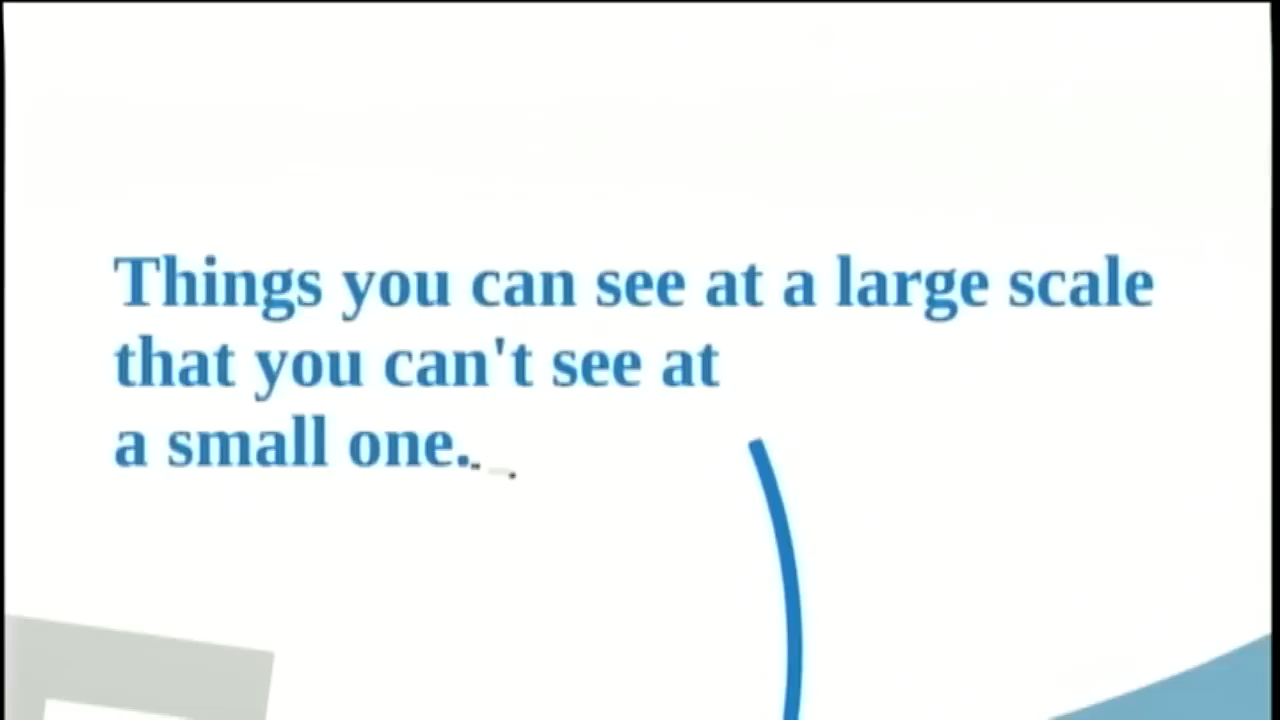 Things you can see at a large scale
that you can't see at
a small one.